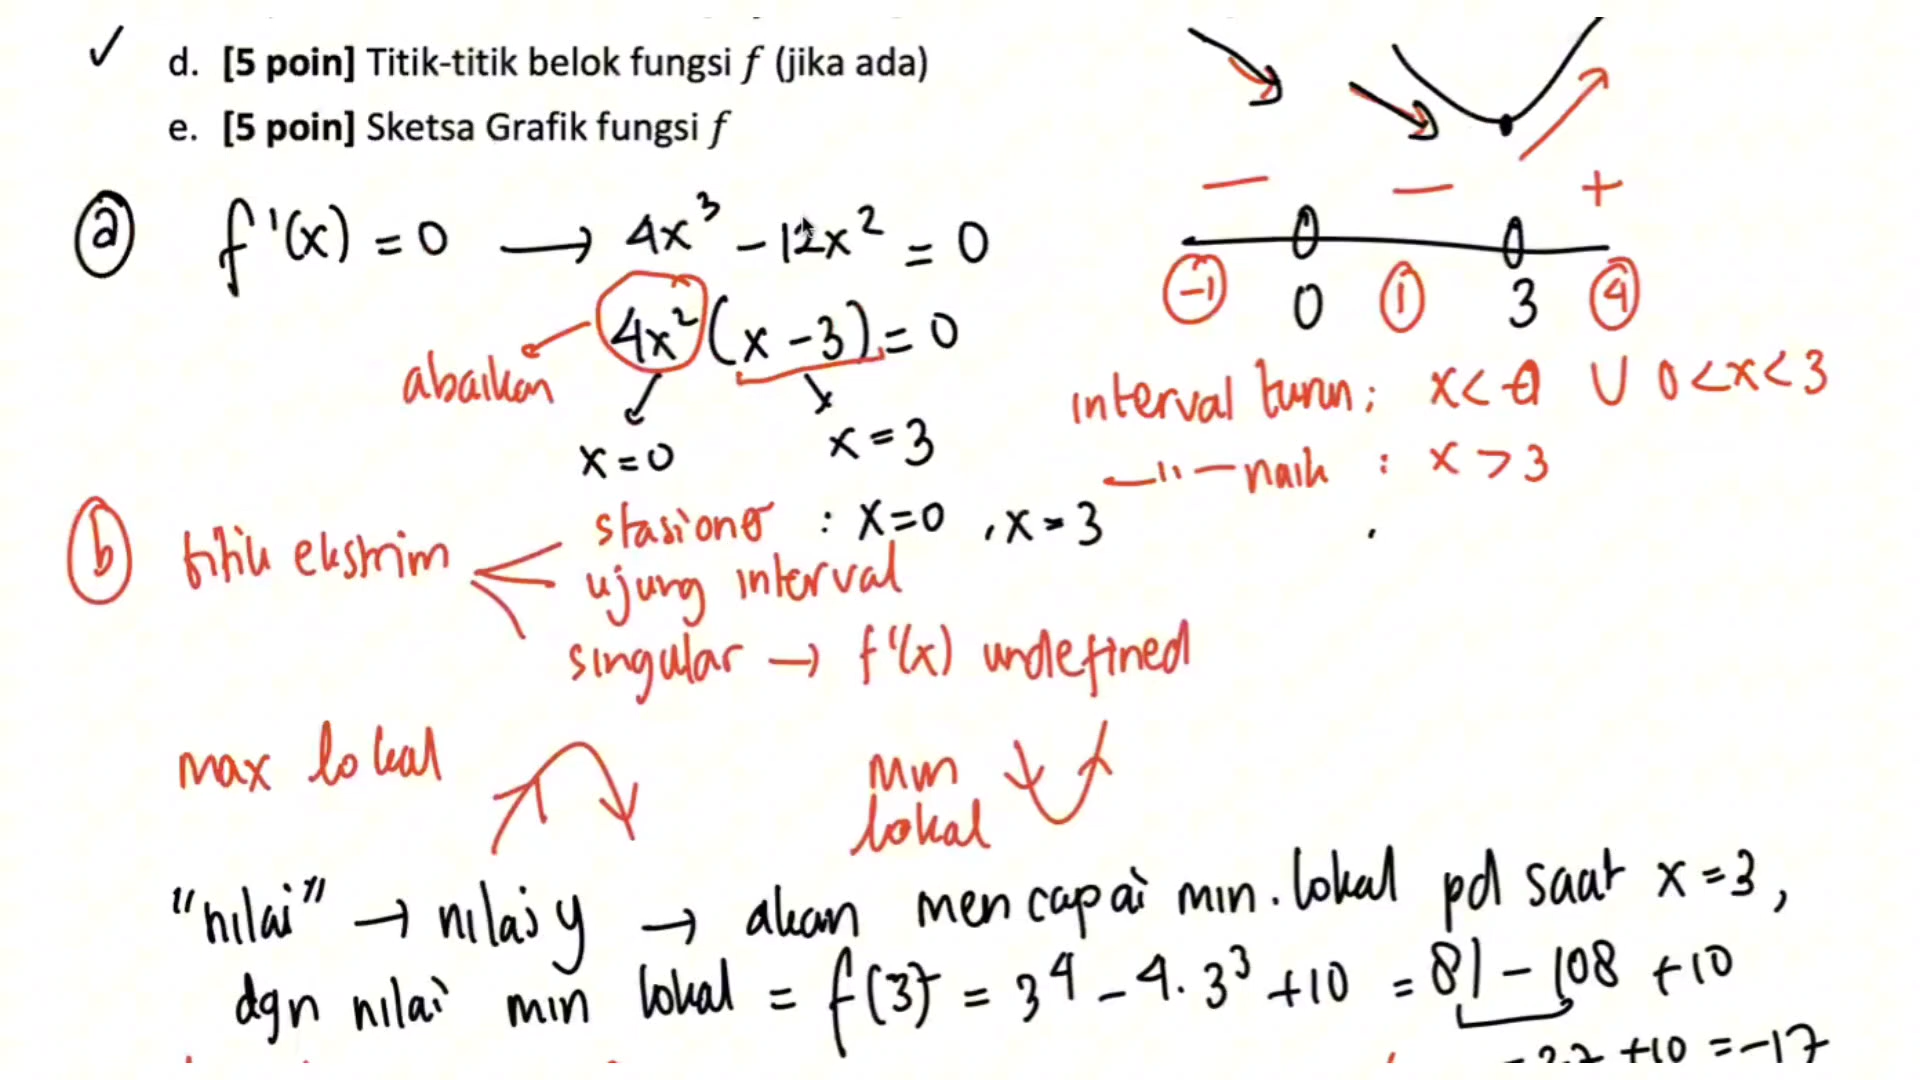 d. [5 poin] Titik-titik belok fungsi f (jika ada)
e. [5 poin] Sketsa Grafik fungsi f
− − +
0 0
-1 0 1 3 4
a f'(x) = 0 → 4x³ - 12x² = 0
4x² (x - 3) = 0
abaikan
x = 0 x = 3
interval turun : x < 0 ∪ 0 < x < 3
—〃— naik : x > 3
b titik ekstrim
stasioner : x = 0 , x = 3
ujung interval
singular → f'(x) undefined
max lokal
min
lokal
"nilai" → nilai y → akan mencapai min. lokal pd saat x = 3,
dgn nilai min lokal = f(3) = 3⁴ - 4. 3³ + 10 = 81 - 108 + 10
+10 = -17